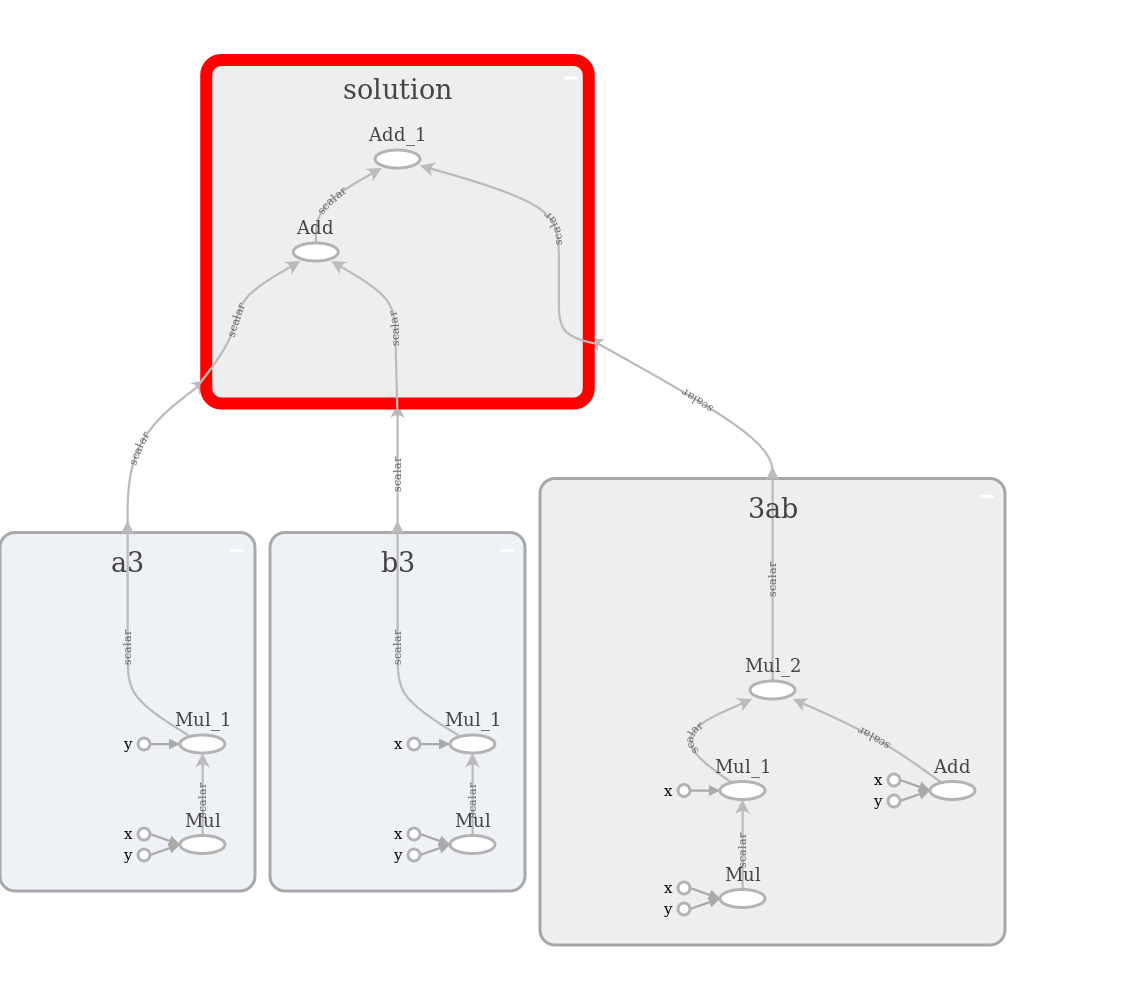 solution
Add_1
scalar
scalar
Add
scalar
scalar
scalar
scalar
scalar
a3
scalar
Mul_1
y
scalar
Mul
x
y
b3
scalar
Mul_1
x
scalar
Mul
x
y
3ab
scalar
Mul_2
scalar
scalar
Mul_1
x
Add
x
y
scalar
Mul
x
y